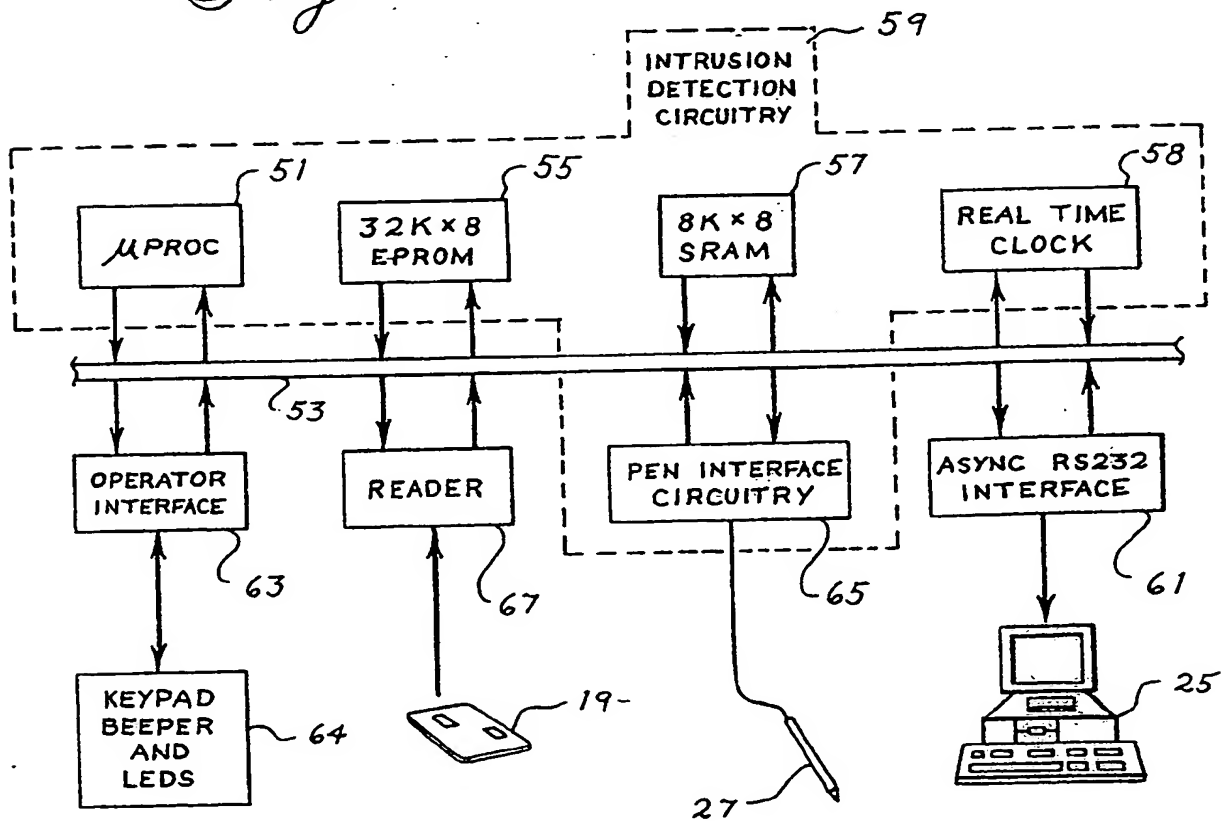 59
INTRUSION
DETECTION
CIRCUITRY
51
μPROC
55
32K × 8
E-PROM
57
8K × 8
SRAM
58
REAL TIME
CLOCK
53
OPERATOR
INTERFACE
63
READER
67
PEN INTERFACE
CIRCUITRY
65
ASYNC RS232
INTERFACE
61
KEYPAD
BEEPER
AND
LEDS
64
19-
27
25